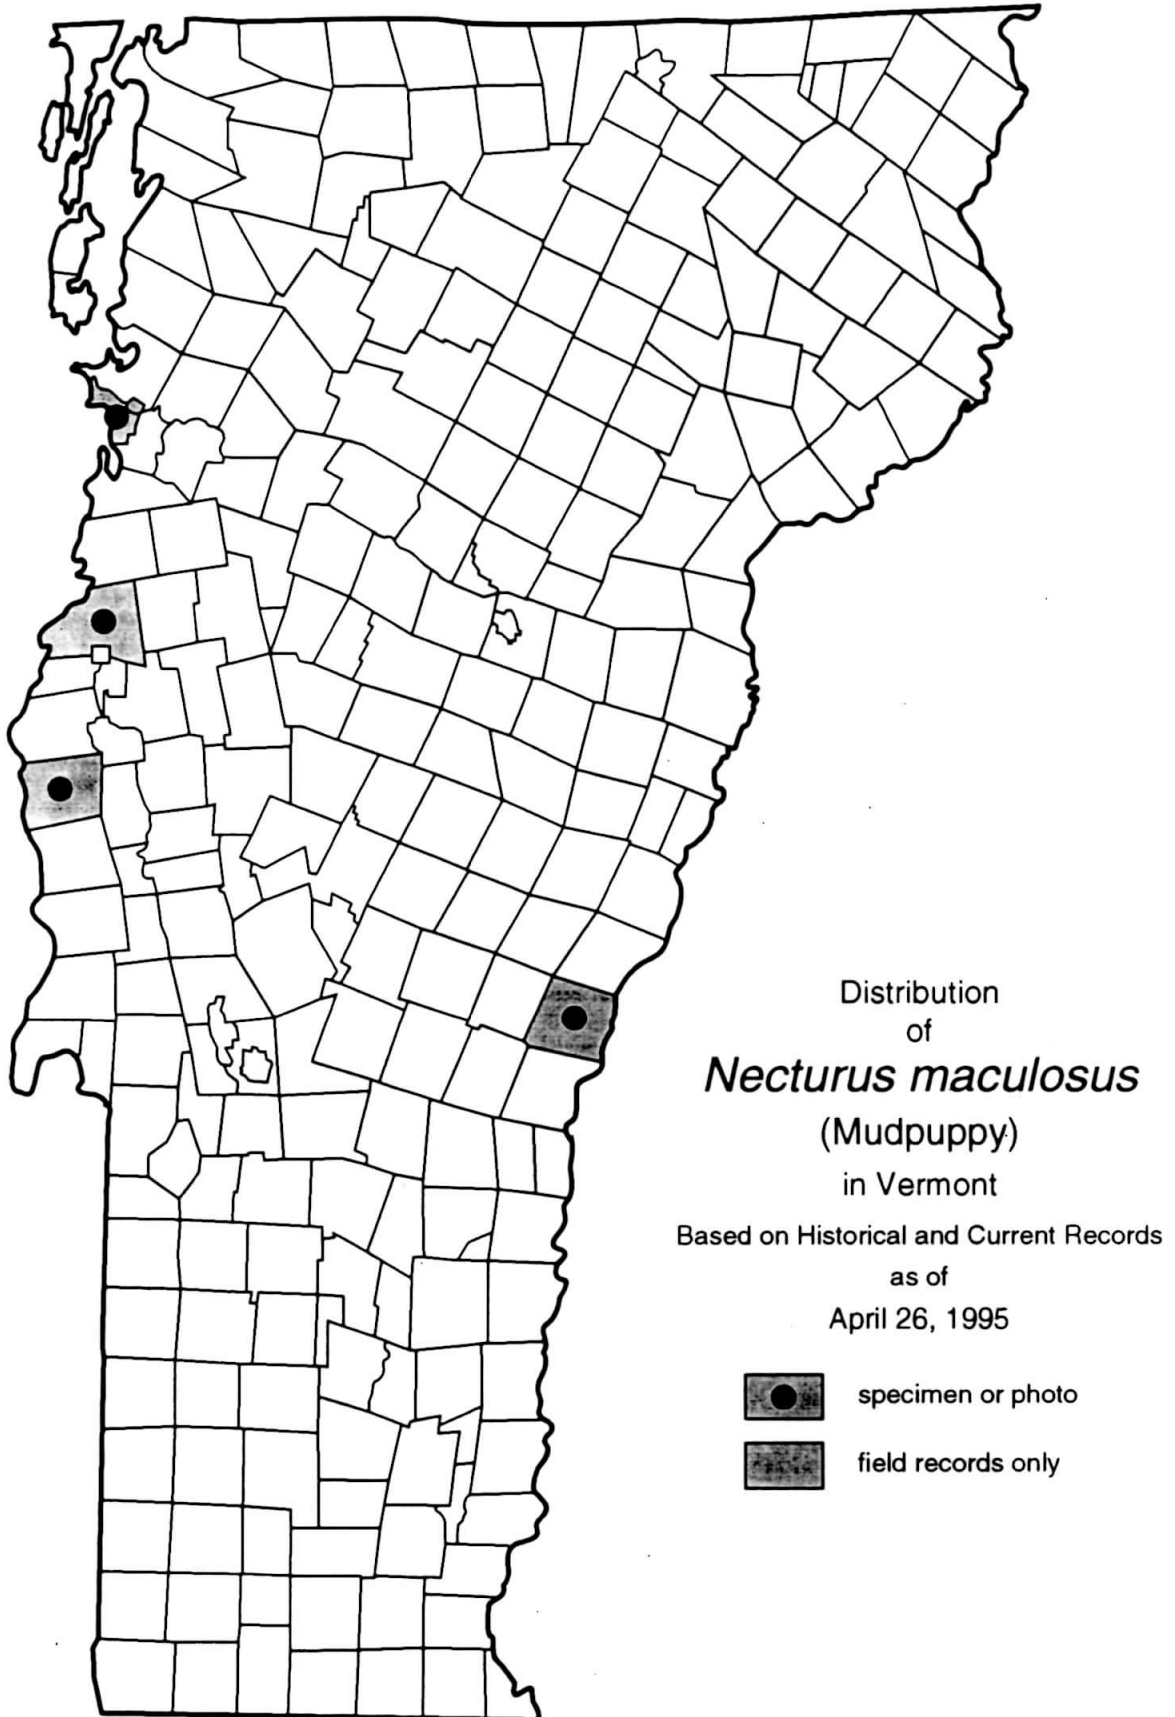 Distribution
of
Necturus maculosus
(Mudpuppy)
in Vermont
Based on Historical and Current Records
as of
April 26, 1995
specimen or photo
field records only